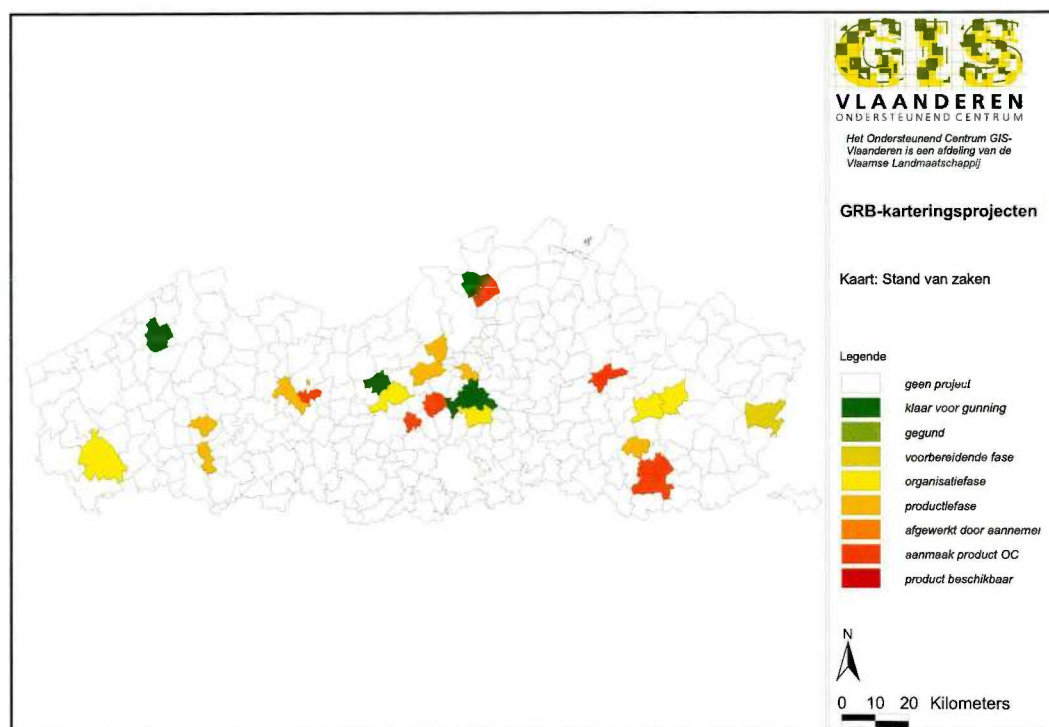 GIS
VLAANDEREN
ONDERSTEUNEND CENTRUM
Het Ondersteunend Centrum GIS-
Vlaanderen is een afdeling van de
Vlaamse Landmaatschappij
GRB-karteringsprojecten
Kaart: Stand van zaken
Legende
geen project
klaar voor gunning
gegund
voorbereidende fase
organisatiefase
productiefase
afgewerkt door aannemer
aanmaak product OC
product beschikbaar
N
0 10 20 Kilometers